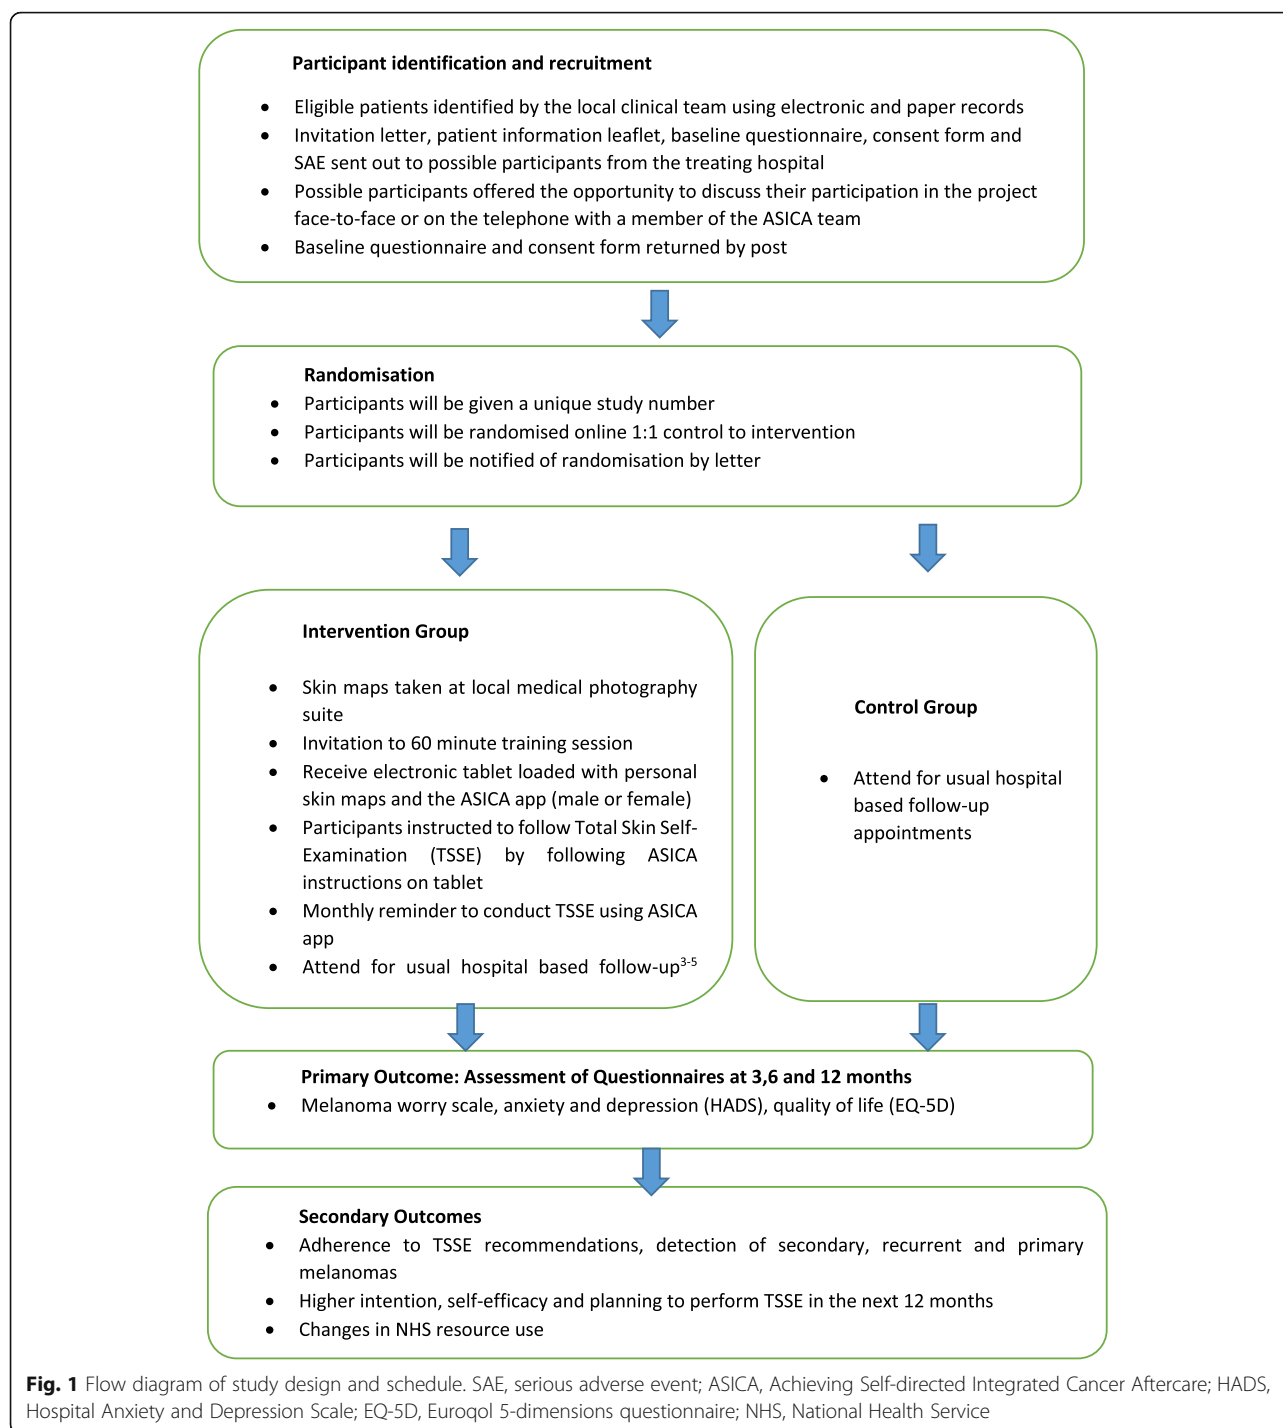 Participant identification and recruitment
• Eligible patients identified by the local clinical team using electronic and paper records
• Invitation letter, patient information leaflet, baseline questionnaire, consent form and
SAE sent out to possible participants from the treating hospital
• Possible participants offered the opportunity to discuss their participation in the project
face-to-face or on the telephone with a member of the ASICA team
• Baseline questionnaire and consent form returned by post
Randomisation
• Participants will be given a unique study number
• Participants will be randomised online 1:1 control to intervention
• Participants will be notified of randomisation by letter
Intervention Group
• Skin maps taken at local medical photography
suite
• Invitation to 60 minute training session
• Receive electronic tablet loaded with personal
skin maps and the ASICA app (male or female)
• Participants instructed to follow Total Skin Self-
Examination (TSSE) by following ASICA
instructions on tablet
• Monthly reminder to conduct TSSE using ASICA
app
• Attend for usual hospital based follow-up3-5
Control Group
• Attend for usual hospital
based follow-up
appointments
Primary Outcome: Assessment of Questionnaires at 3,6 and 12 months
• Melanoma worry scale, anxiety and depression (HADS), quality of life (EQ-5D)
Secondary Outcomes
• Adherence to TSSE recommendations, detection of secondary, recurrent and primary
melanomas
• Higher intention, self-efficacy and planning to perform TSSE in the next 12 months
• Changes in NHS resource use
Fig. 1 Flow diagram of study design and schedule. SAE, serious adverse event; ASICA, Achieving Self-directed Integrated Cancer Aftercare; HADS,
Hospital Anxiety and Depression Scale; EQ-5D, Euroqol 5-dimensions questionnaire; NHS, National Health Service